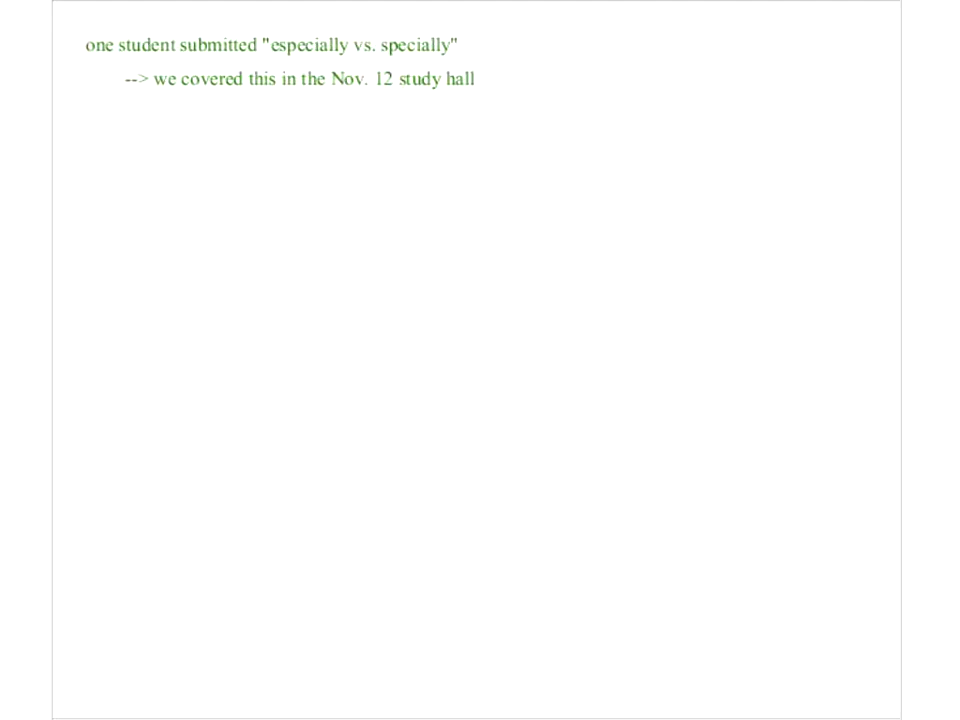 one student submitted "especially vs. specially"
--> we covered this in the Nov. 12 study hall